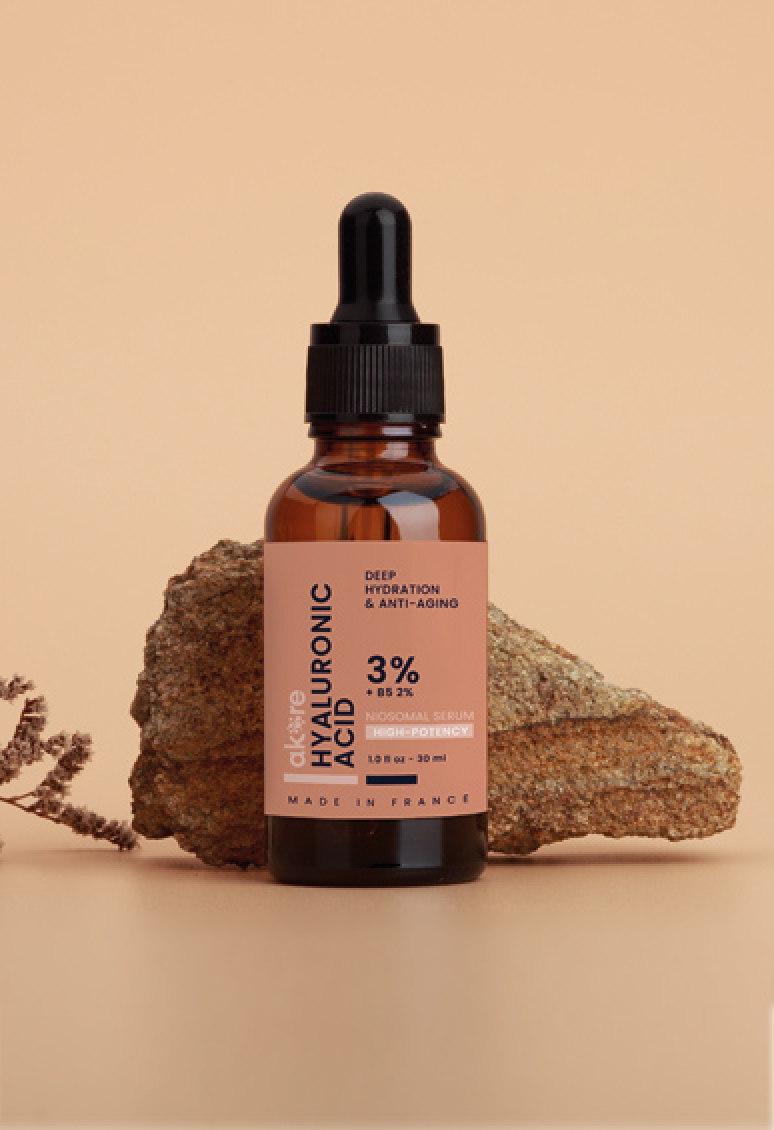 akore
HYALURONIC
ACID
DEEP
HYDRATION
& ANTI-AGING
3%
+ B5 2%
NIOSOMAL SERUM
HIGH-POTENCY
1.0 fl oz - 30 ml
MADE IN FRANCE